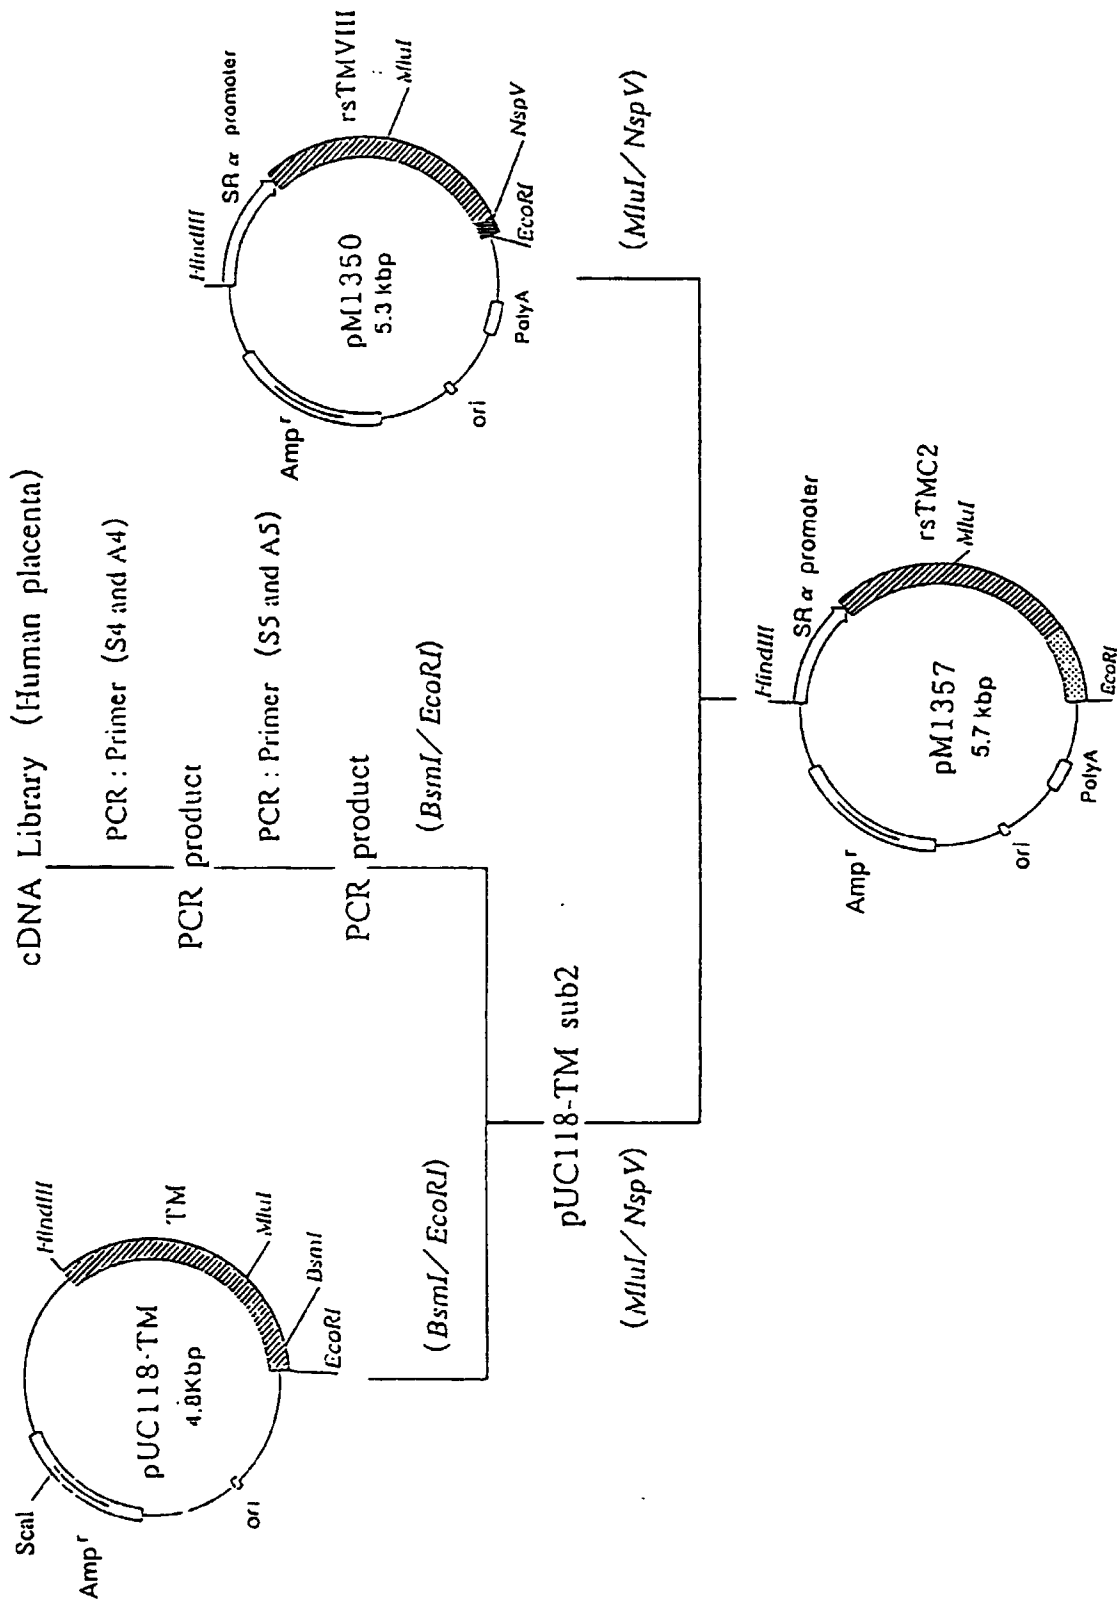 ScaI
HindIII
TM
MluI
BsmI
EcoRI
ori
Amp r
pUC118-TM
4.8Kbp
cDNA Library (Human placenta)
PCR : Primer (S4 and A4)
PCR product
PCR : Primer (S5 and A5)
PCR product
(BsmI/EcoRI)
(BsmI/EcoRI)
pUC118-TM sub2
(MluI/NspV)
HindIII
SR α promoter
rsTMVIII
MluI
NspV
EcoRI
PolyA
ori
Amp r
pM1350
5.3 kbp
(MluI/NspV)
HindIII
SR α promoter
rsTMC2
MluI
EcoRI
PolyA
ori
Amp r
pM1357
5.7 kbp